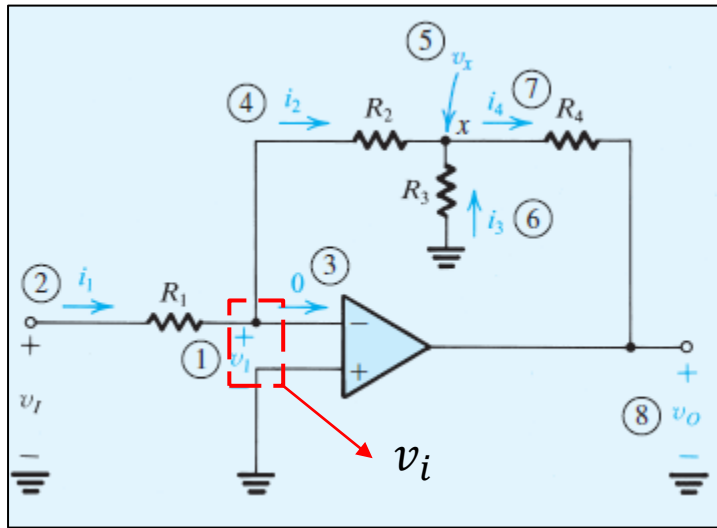 ⑤
v_x
④ i_2 R_2 x i_4 ⑦ R_4
R_3
i_3 ⑥
② i_1 R_1 0 ③
+ −
① v_1
+ + +
v_I ⑧ v_O
− −
v_i